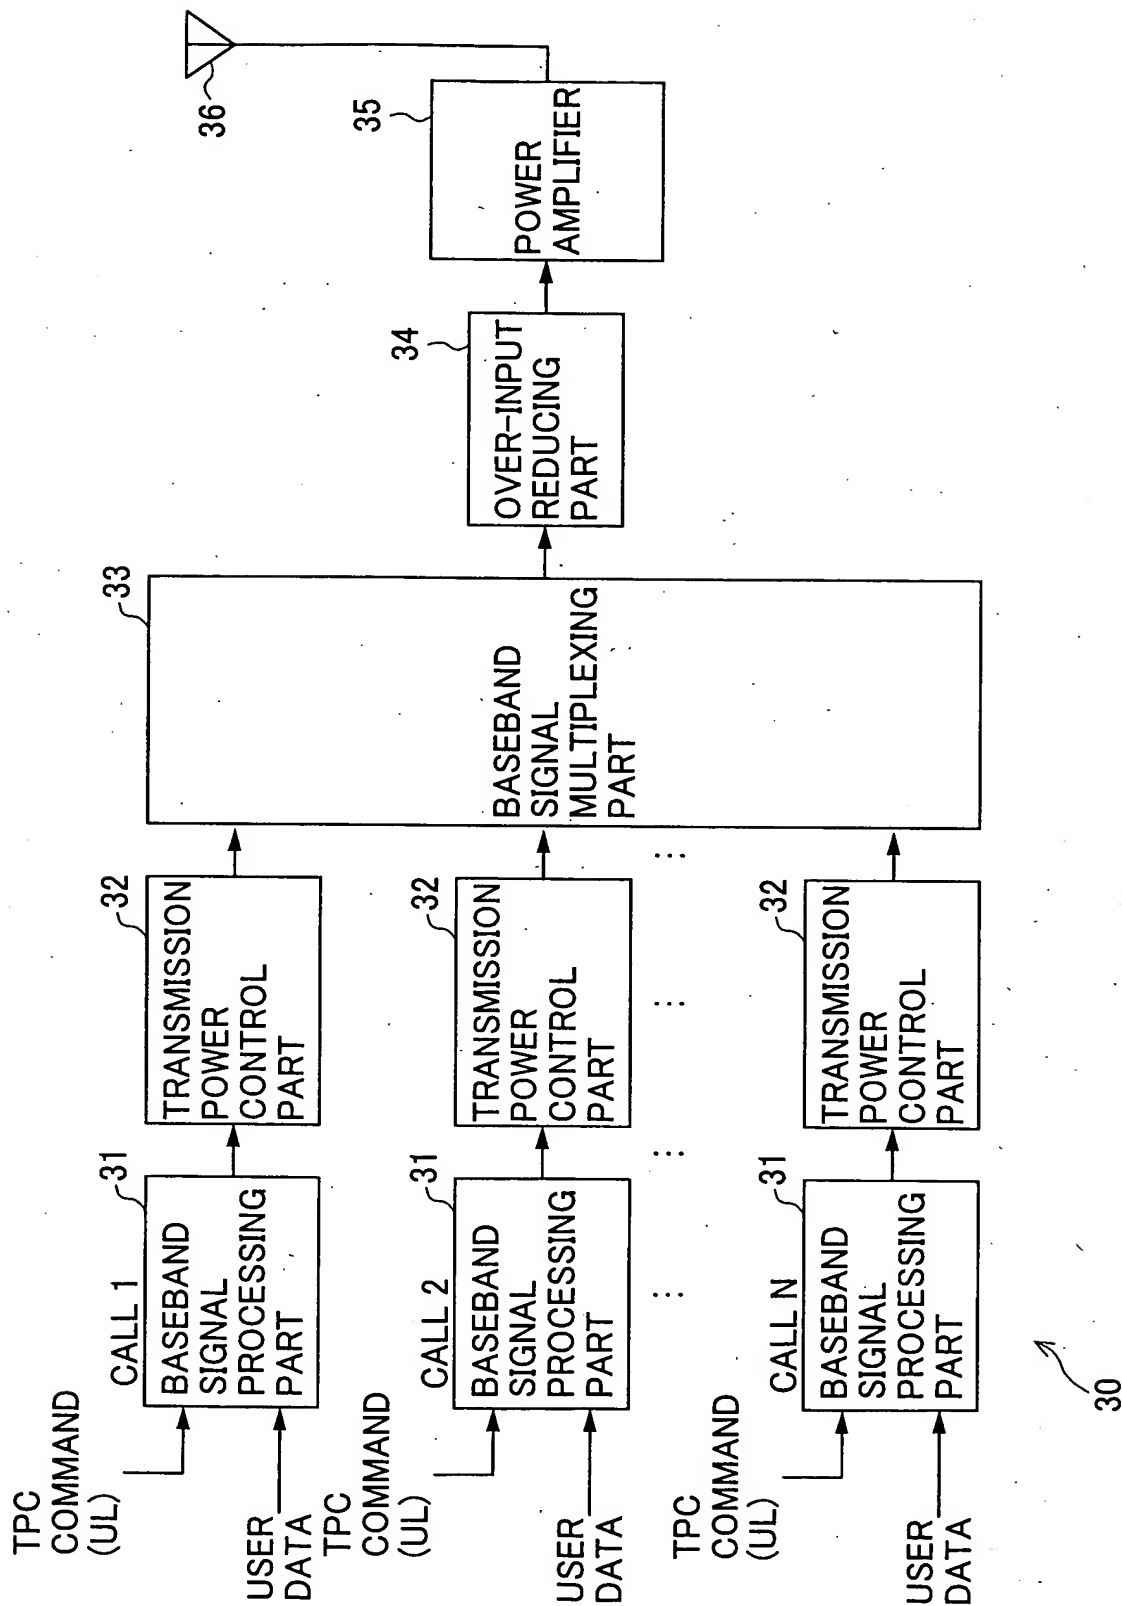 TPC
COMMAND
(UL)
USER
DATA
CALL 1
BASEBAND
SIGNAL
PROCESSING
PART
31
TRANSMISSION
POWER
CONTROL
PART
32
TPC
COMMAND
(UL)
USER
DATA
CALL 2
BASEBAND
SIGNAL
PROCESSING
PART
31
TRANSMISSION
POWER
CONTROL
PART
32
TPC
COMMAND
(UL)
USER
DATA
CALL N
BASEBAND
SIGNAL
PROCESSING
PART
31
TRANSMISSION
POWER
CONTROL
PART
32
BASEBAND
SIGNAL
MULTIPLEXING
PART
33
OVER-INPUT
REDUCING
PART
34
POWER
AMPLIFIER
35
36
30